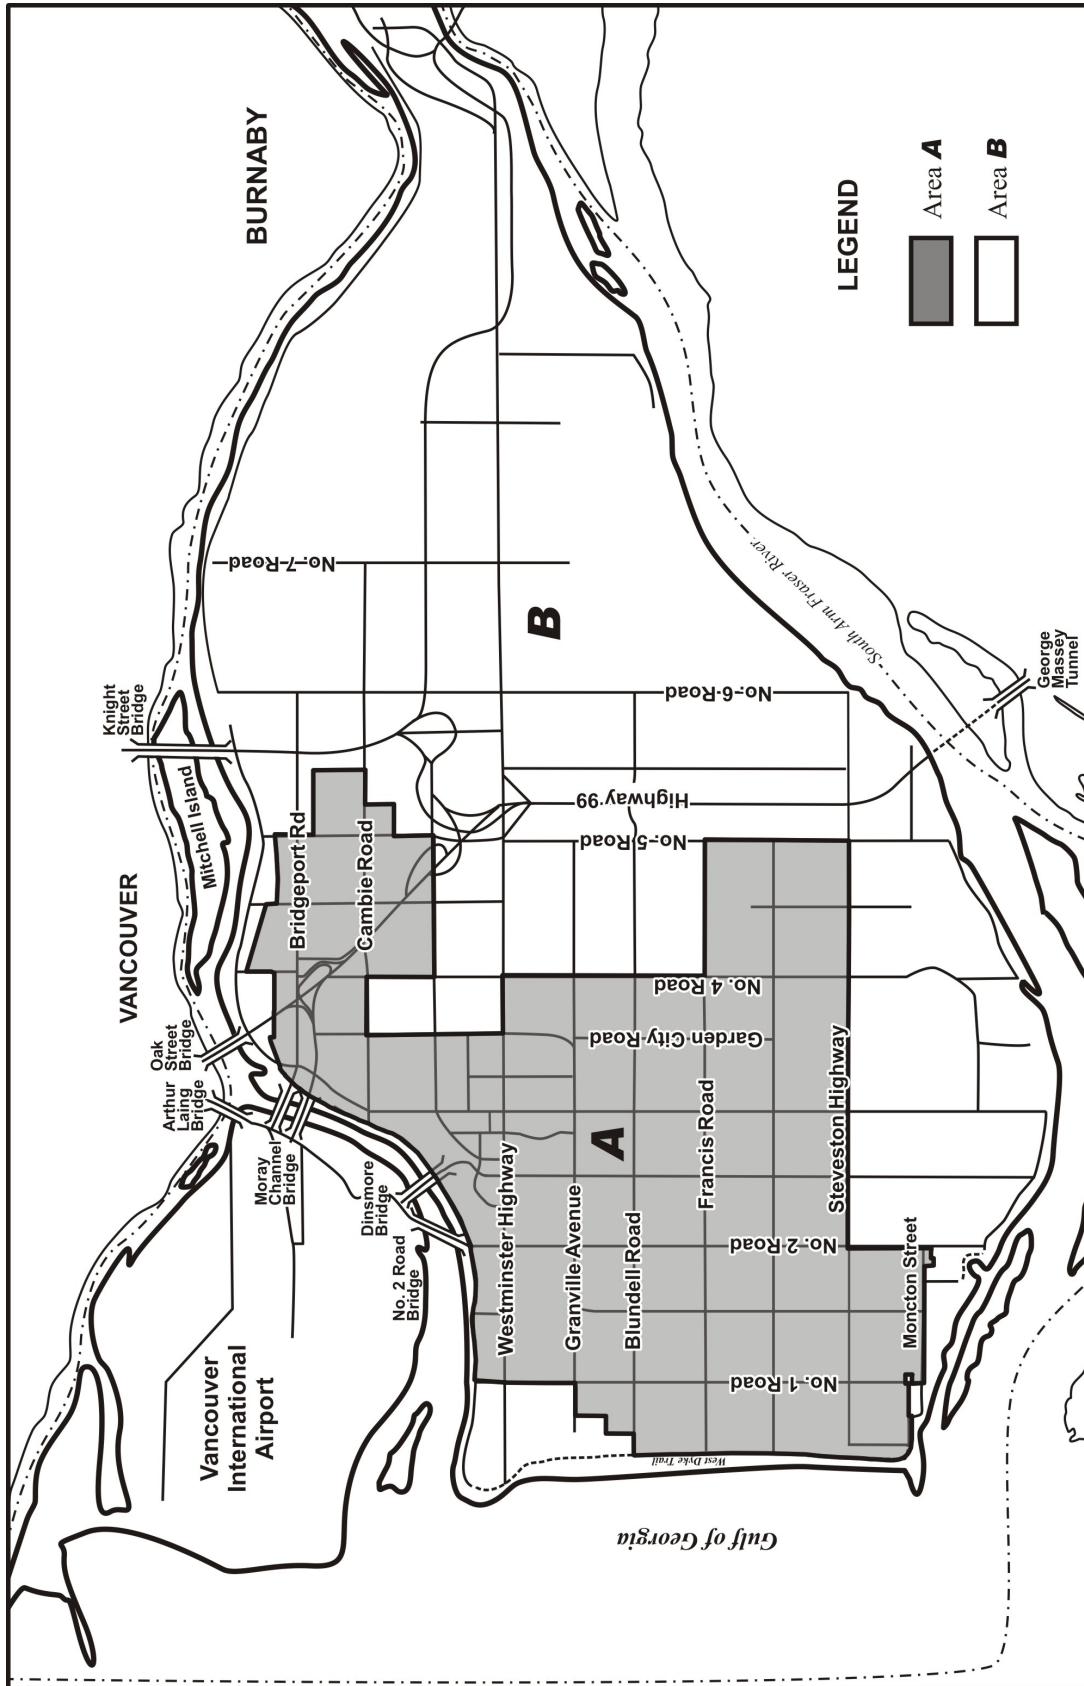 BURNABY
VANCOUVER
Knight
Street
Bridge
Mitchell Island
Oak
Street
Bridge
Arthur
Laing
Bridge
Moray
Channel
Bridge
Dinsmore
Bridge
No. 2 Road
Bridge
Vancouver
International
Airport
Bridgeport Rd
Cambie Road
Westminster Highway
Granville Avenue
Blundell Road
Francis Road
Steveston Highway
Moncton Street
No. 7 Road
No. 6 Road
Highway 99
No. 5 Road
No. 4 Road
Garden City Road
No. 2 Road
No. 1 Road
West Dyke Trail
A
B
Gulf of Georgia
South Arm Fraser River
George
Massey
Tunnel
LEGEND
Area A
Area B